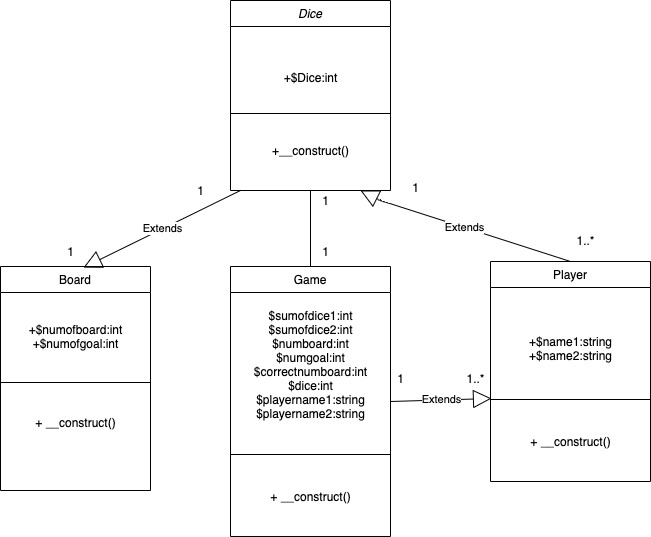 Dice
+$Dice:int
+__construct()
1
1
1
Extends
Extends
1
1
1..*
Board
+$numofboard:int
+$numofgoal:int
+ __construct()
Game
$sumofdice1:int
$sumofdice2:int
$numboard:int
$numgoal:int
$correctnumboard:int
$dice:int
$playername1:string
$playername2:string
+ __construct()
1
1..*
Extends
Player
+$name1:string
+$name2:string
+ __construct()